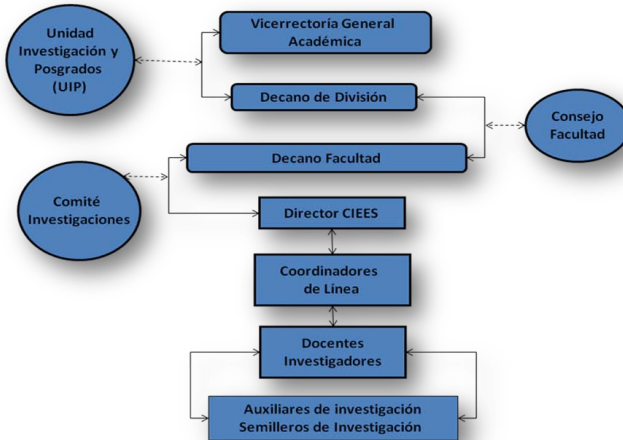 Vicerrectoría General
Académica
Unidad
Investigación y
Posgrados
(UIP)
Decano de División
Consejo
Facultad
Decano Facultad
Comité
Investigaciones
Director CIEES
Coordinadores
de Línea
Docentes
Investigadores
Auxiliares de investigación
Semilleros de Investigación